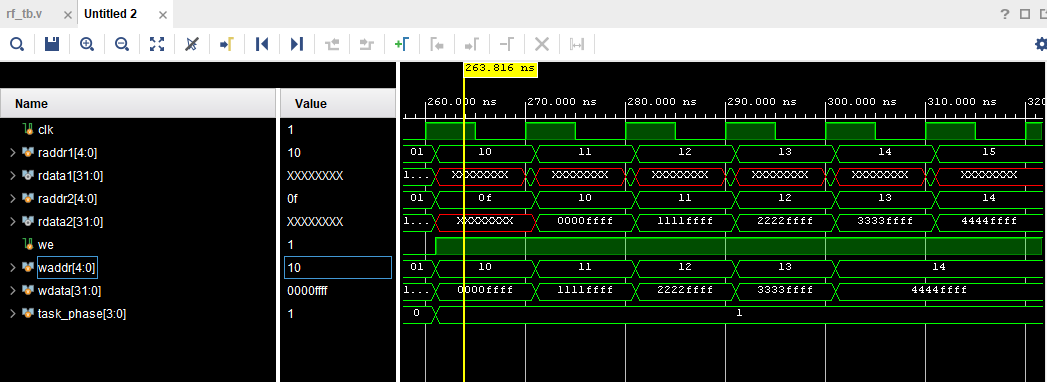 rf_tb.v × Untitled 2 ×
?
263.816 ns
Name Value 260.000 ns 270.000 ns 280.000 ns 290.000 ns 300.000 ns 310.000 ns 320
clk 1
raddr1[4:0] 10 01 10 11 12 13 14 15
rdata1[31:0] XXXXXXXX 1... XXXXXXXX XXXXXXXX XXXXXXXX XXXXXXXX XXXXXXXX XXXXXXXX
raddr2[4:0] 0f 01 0f 10 11 12 13 14
rdata2[31:0] XXXXXXXX 1... XXXXXXXX 0000ffff 1111ffff 2222ffff 3333ffff 4444ffff
we 1
waddr[4:0] 10 01 10 11 12 13 14
wdata[31:0] 0000ffff 1... 0000ffff 1111ffff 2222ffff 3333ffff 4444ffff
task_phase[3:0] 1 0 1